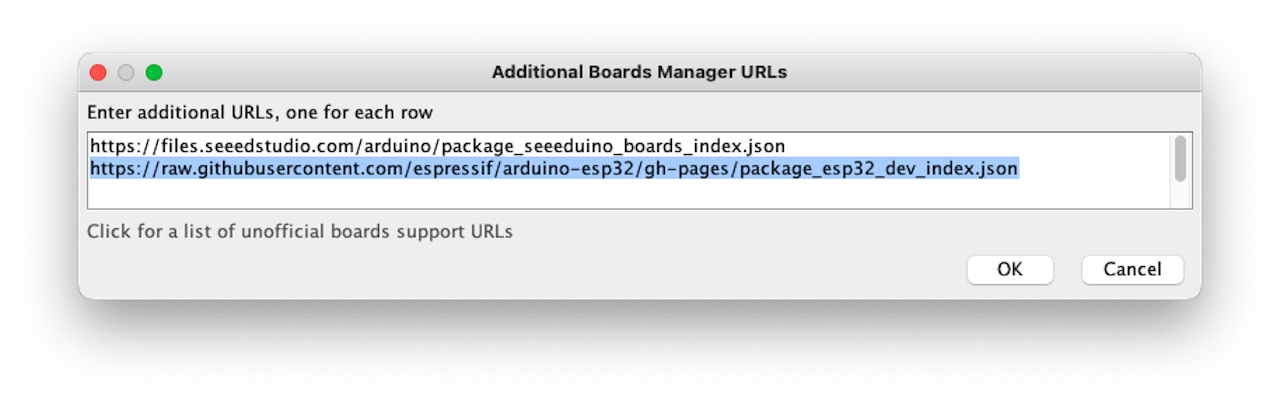 Additional Boards Manager URLs
Enter additional URLs, one for each row
https://files.seeedstudio.com/arduino/package_seeeduino_boards_index.json
https://raw.githubusercontent.com/espressif/arduino-esp32/gh-pages/package_esp32_dev_index.json
Click for a list of unofficial boards support URLs
OK Cancel